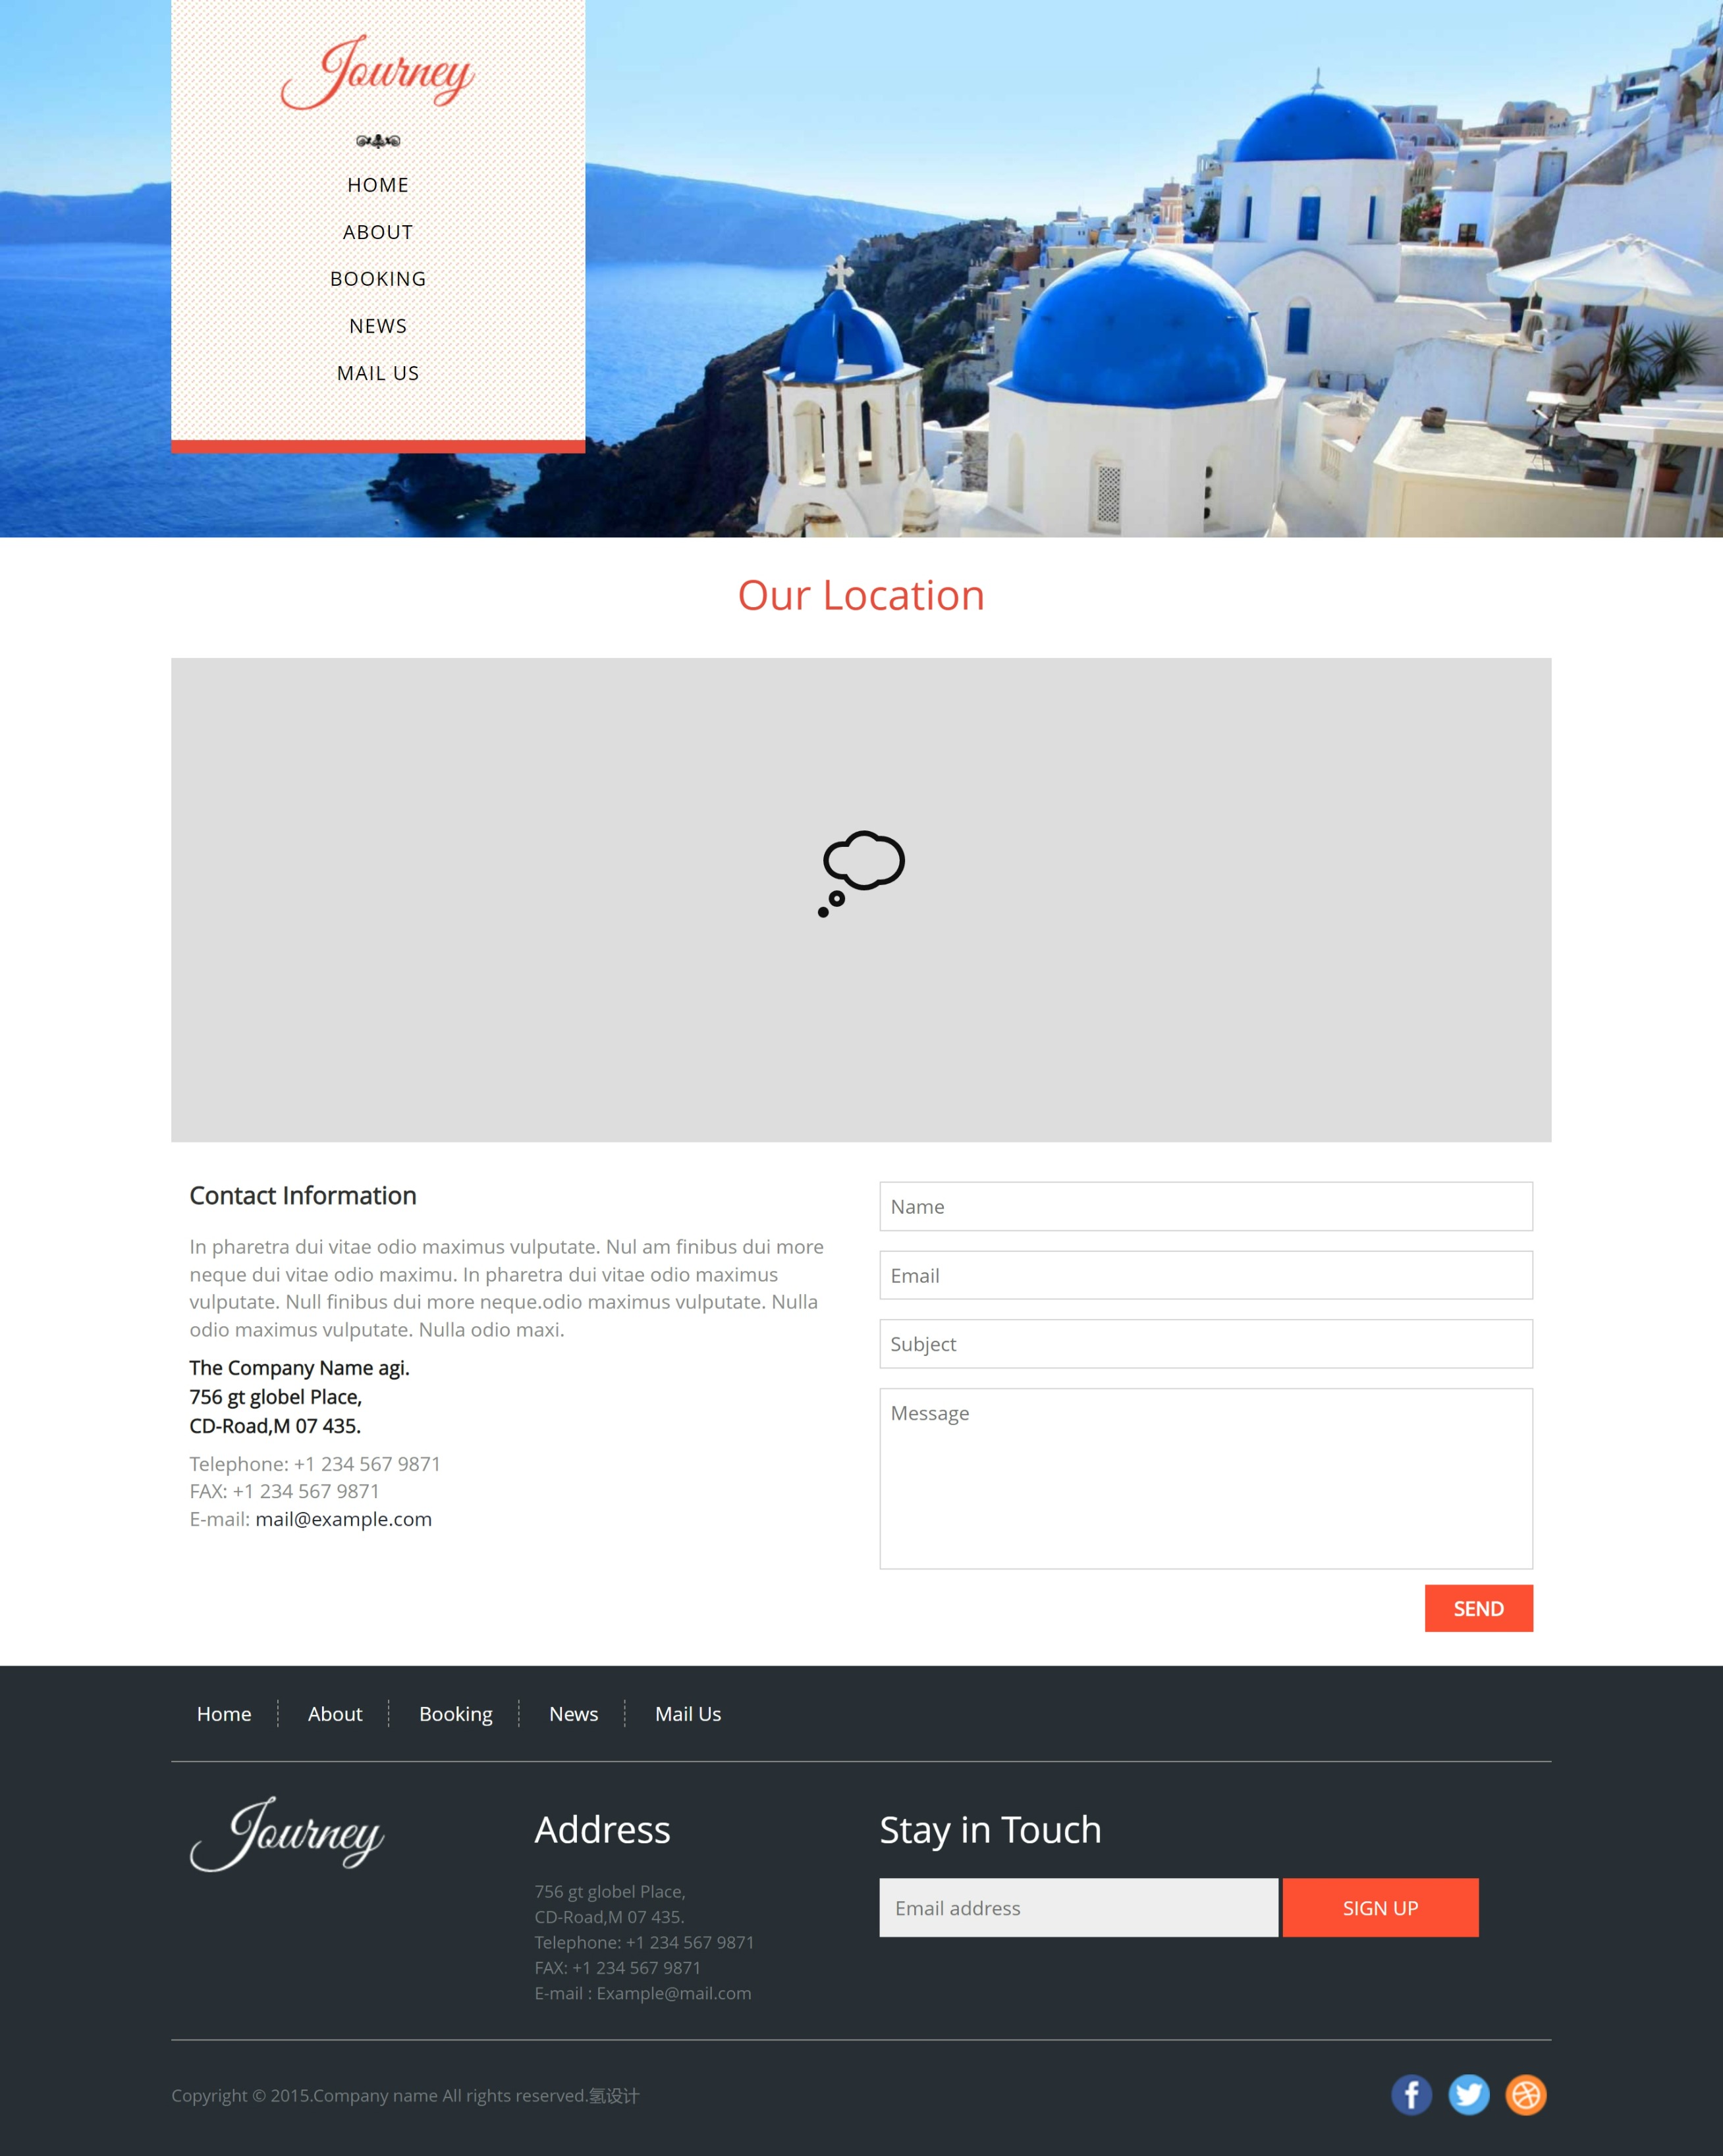 Journey
HOME
ABOUT
BOOKING
NEWS
MAIL US
Our Location
Contact Information
In pharetra dui vitae odio maximus vulputate. Nul am finibus dui more
neque dui vitae odio maximu. In pharetra dui vitae odio maximus
vulputate. Null finibus dui more neque.odio maximus vulputate. Nulla
odio maximus vulputate. Nulla odio maxi.
The Company Name agi.
756 gt globel Place,
CD-Road,M 07 435.
Telephone: +1 234 567 9871
FAX: +1 234 567 9871
E-mail: mail@example.com
Name
Email
Subject
Message
SEND
Home
About
Booking
News
Mail Us
Journey
Address
756 gt globel Place,
CD-Road,M 07 435.
Telephone: +1 234 567 9871
FAX: +1 234 567 9871
E-mail : Example@mail.com
Stay in Touch
Email address
SIGN UP
Copyright © 2015.Company name All rights reserved.氢设计